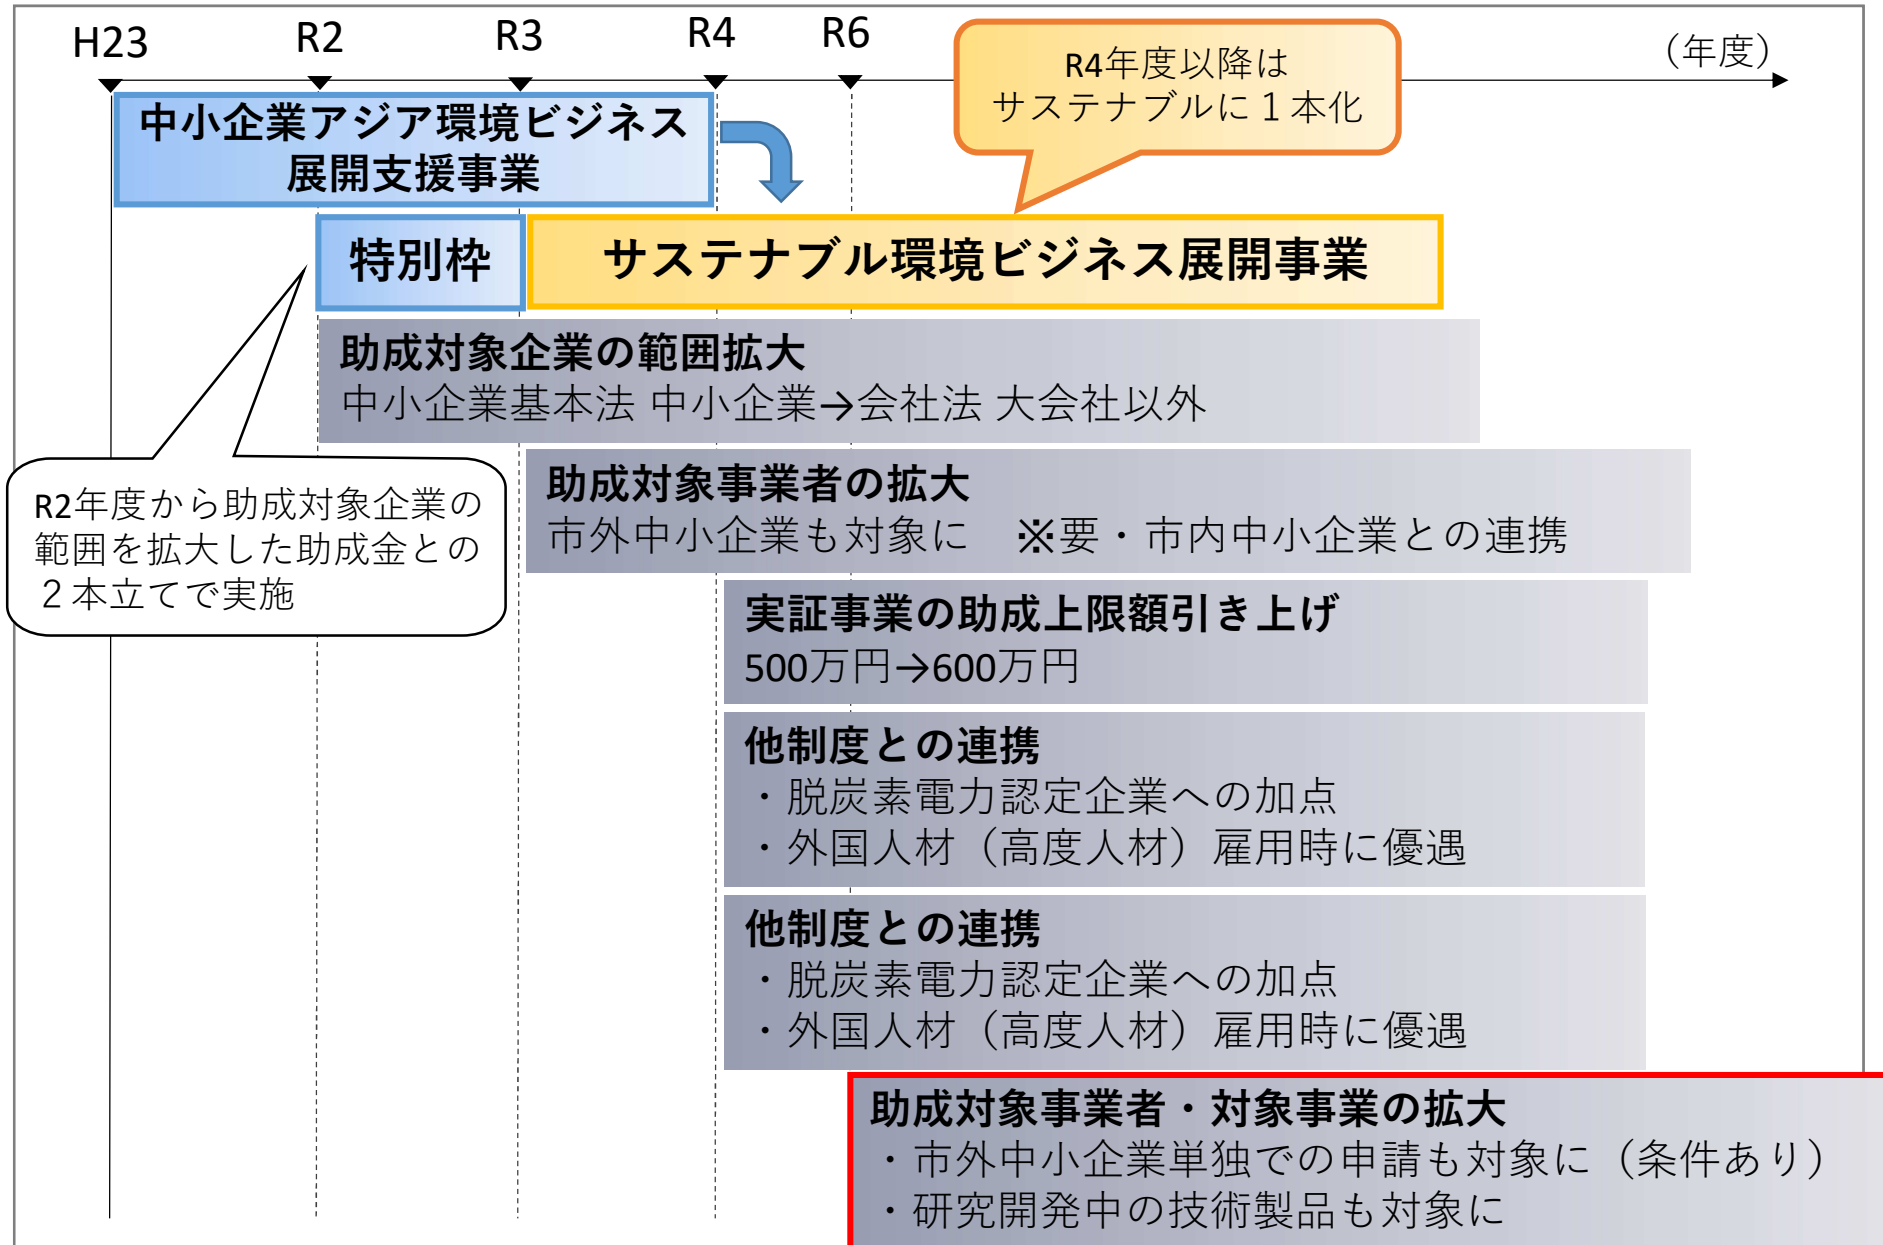 H23 R2 R3 R4 R6 （年度）
R4年度以降は
サステナブルに１本化
中小企業アジア環境ビジネス
展開支援事業
特別枠 サステナブル環境ビジネス展開事業
助成対象企業の範囲拡大
中小企業基本法 中小企業→会社法 大会社以外
R2年度から助成対象企業の
範囲を拡大した助成金との
２本立てで実施
助成対象事業者の拡大
市外中小企業も対象に　※要・市内中小企業との連携
実証事業の助成上限額引き上げ
500万円→600万円
他制度との連携
・脱炭素電力認定企業への加点
・外国人材（高度人材）雇用時に優遇
他制度との連携
・脱炭素電力認定企業への加点
・外国人材（高度人材）雇用時に優遇
助成対象事業者・対象事業の拡大
・市外中小企業単独での申請も対象に（条件あり）
・研究開発中の技術製品も対象に